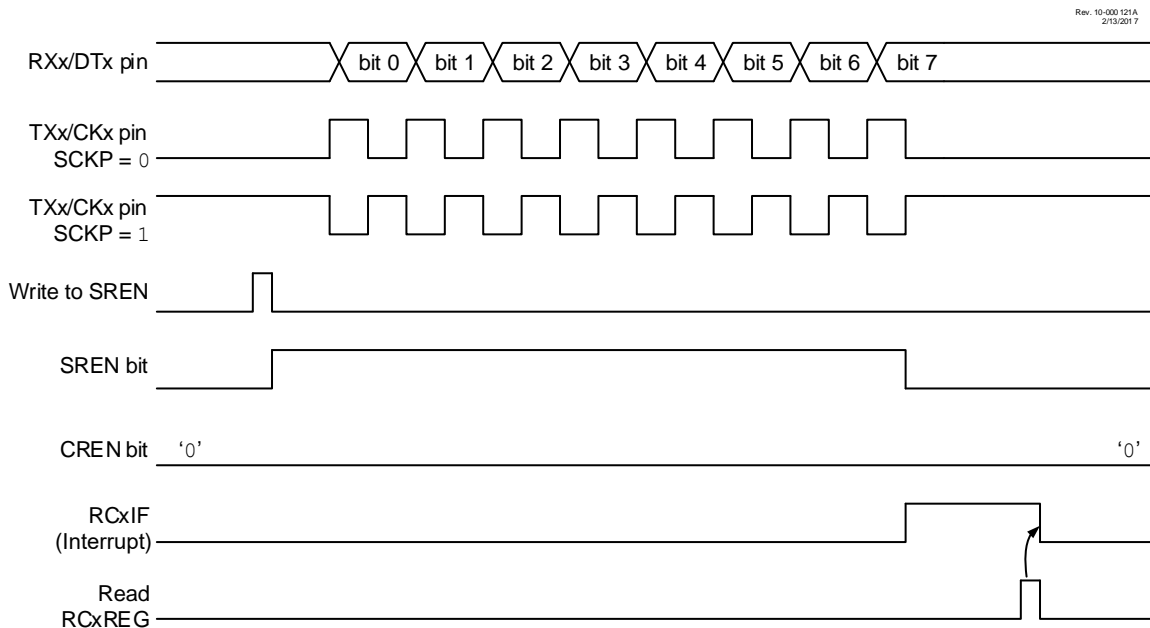 Rev. 10-000121A
2/13/2017
RXx/DTx pin
bit 0 bit 1 bit 2 bit 3 bit 4 bit 5 bit 6 bit 7
TXx/CKx pin
SCKP = 0
TXx/CKx pin
SCKP = 1
Write to SREN
SREN bit
CREN bit ‘0’ ‘0’
RCxIF
(Interrupt)
Read
RCxREG